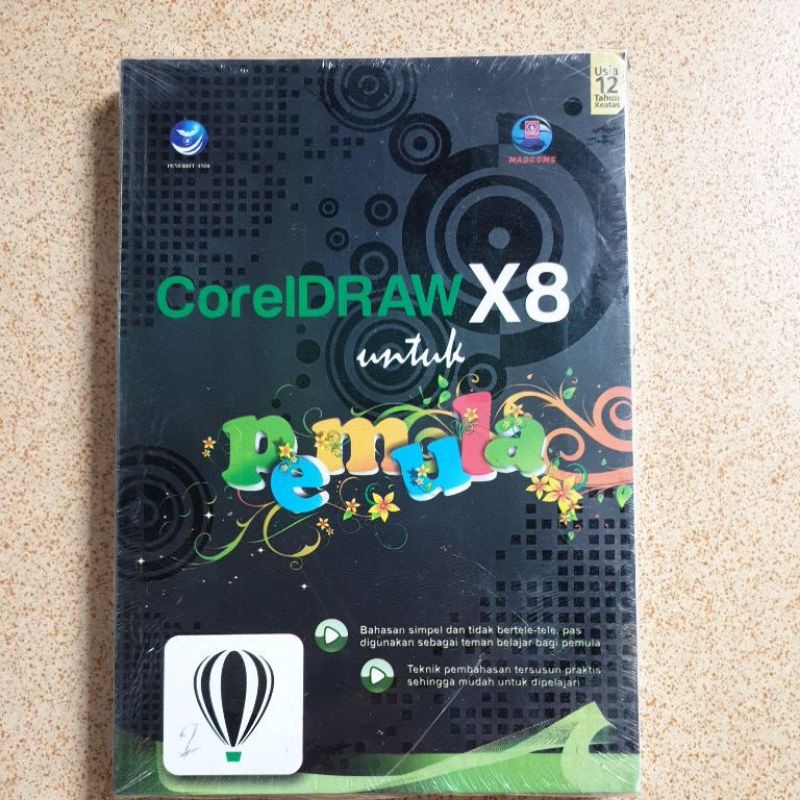 Usia
12
Tahun
Keatas
PENERBIT ANDI
MADCOMS
CorelDRAW X8
untuk
pemula
Bahasan simpel dan tidak bertele-tele, pas
digunakan sebagai teman belajar bagi pemula
Teknik pembahasan tersusun praktis
sehingga mudah untuk dipelajari
2